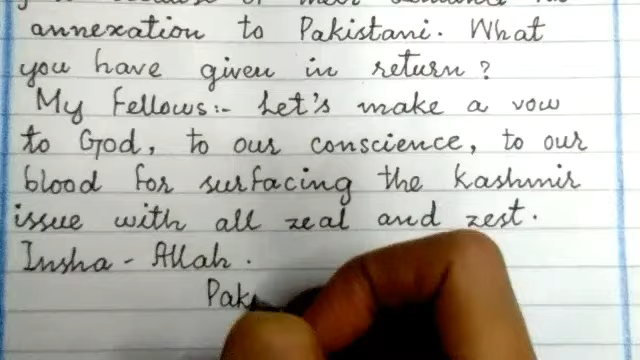 annexation to Pakistani. What
you have given in return?
My Fellows:- Let's make a vow
to God, to our conscience, to our
blood for surfacing the Kashmir
issue with all zeal and zest.
Insha - Allah.
Pak